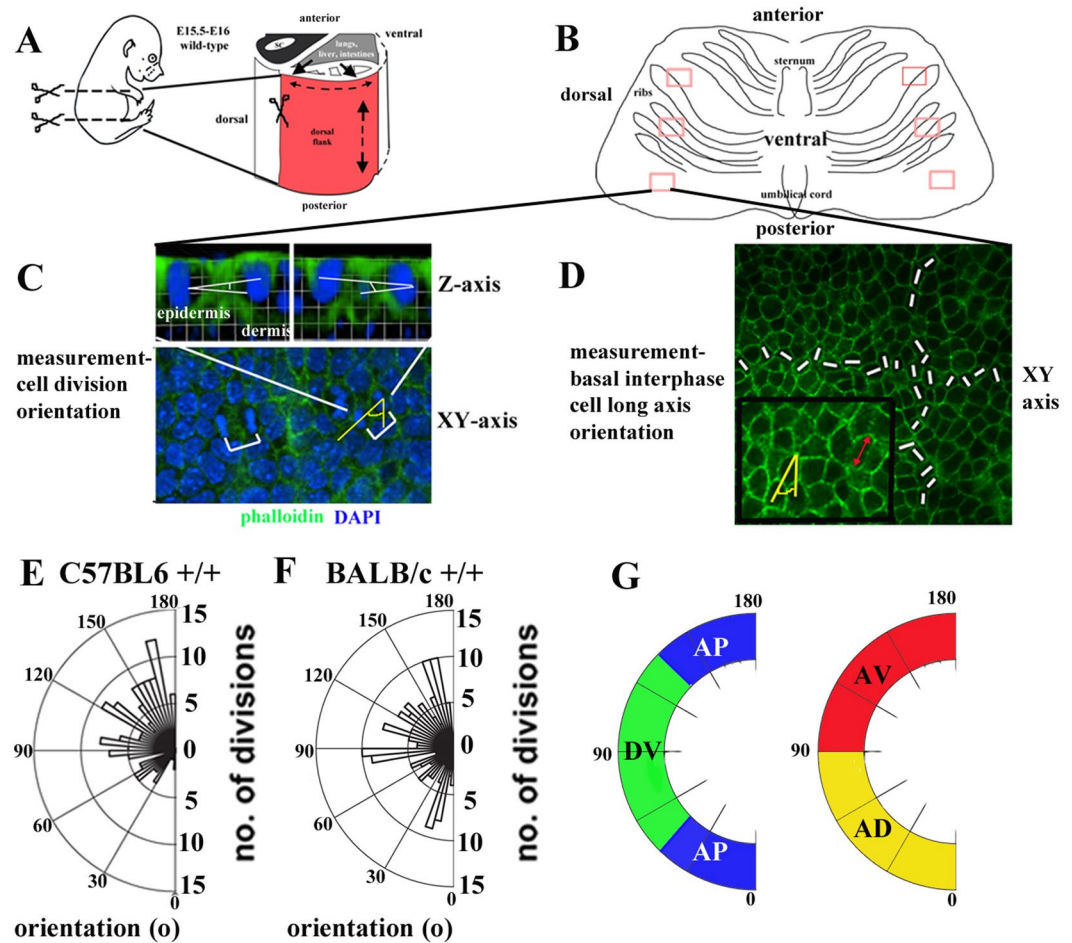 A
E15.5-E16
wild-type
anterior
ventral
sc
lungs,
liver, intestines
dorsal
dorsal
flank
posterior
B
anterior
sternum
dorsal
ribs
ventral
umbilical cord
posterior
C
Z-axis
epidermis
dermis
measurement-
cell division
orientation
XY-axis
phalloidin DAPI
D
measurement-
basal interphase
cell long axis
orientation
XY
axis
E C57BL6 +/+
180
150
120
90
60
30
0
15
10
5
0
5
10
15
no. of divisions
orientation (o)
F BALB/c +/+
180
150
120
90
60
30
0
15
10
5
0
5
10
15
no. of divisions
orientation (o)
G
180
AP
90
DV
AP
0
180
AV
90
AD
0